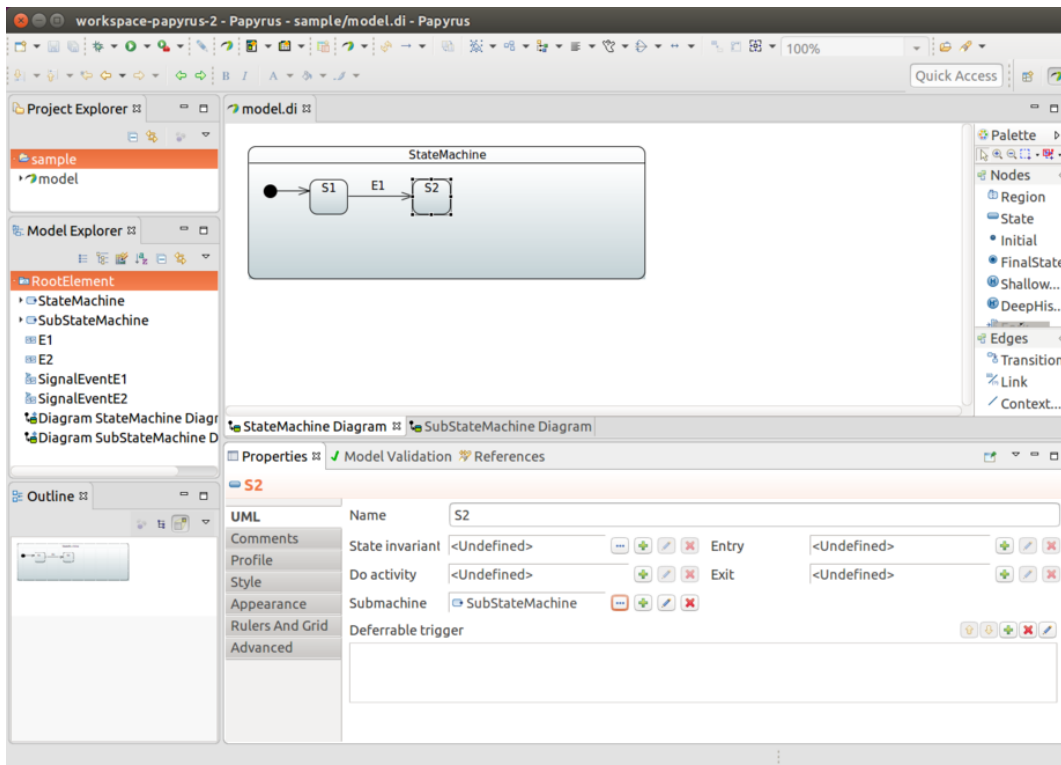 workspace-papyrus-2 - Papyrus - sample/model.di - Papyrus
100%
B I A
Quick Access
Project Explorer
sample
model
Model Explorer
RootElement
StateMachine
SubStateMachine
E1
E2
SignalEventE1
SignalEventE2
Diagram StateMachine Diagr
Diagram SubStateMachine D
Outline
model.di
StateMachine
S1
E1
S2
Palette
Nodes
Region
State
Initial
FinalState
Shallow...
DeepHis..
Edges
Transition
Link
Context...
StateMachine Diagram
SubStateMachine Diagram
Properties
Model Validation
References
S2
UML
Comments
Profile
Style
Appearance
Rulers And Grid
Advanced
Name S2
State invariant <Undefined> Entry <Undefined>
Do activity <Undefined> Exit <Undefined>
Submachine SubStateMachine
Deferrable trigger